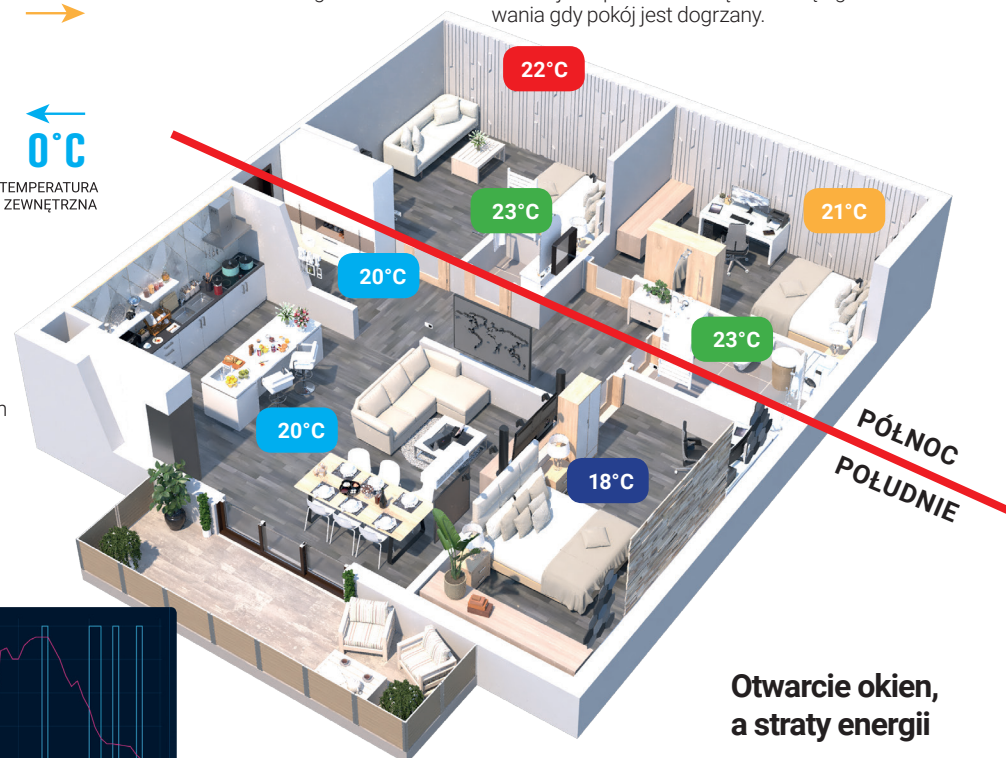 wania gdy pokój jest dogrzany.
22°C
0°C
TEMPERATURA
ZEWNĘTRZNA
23°C
21°C
20°C
23°C
20°C
18°C
PÓŁNOC
POŁUDNIE
Otwarcie okien,
a straty energii